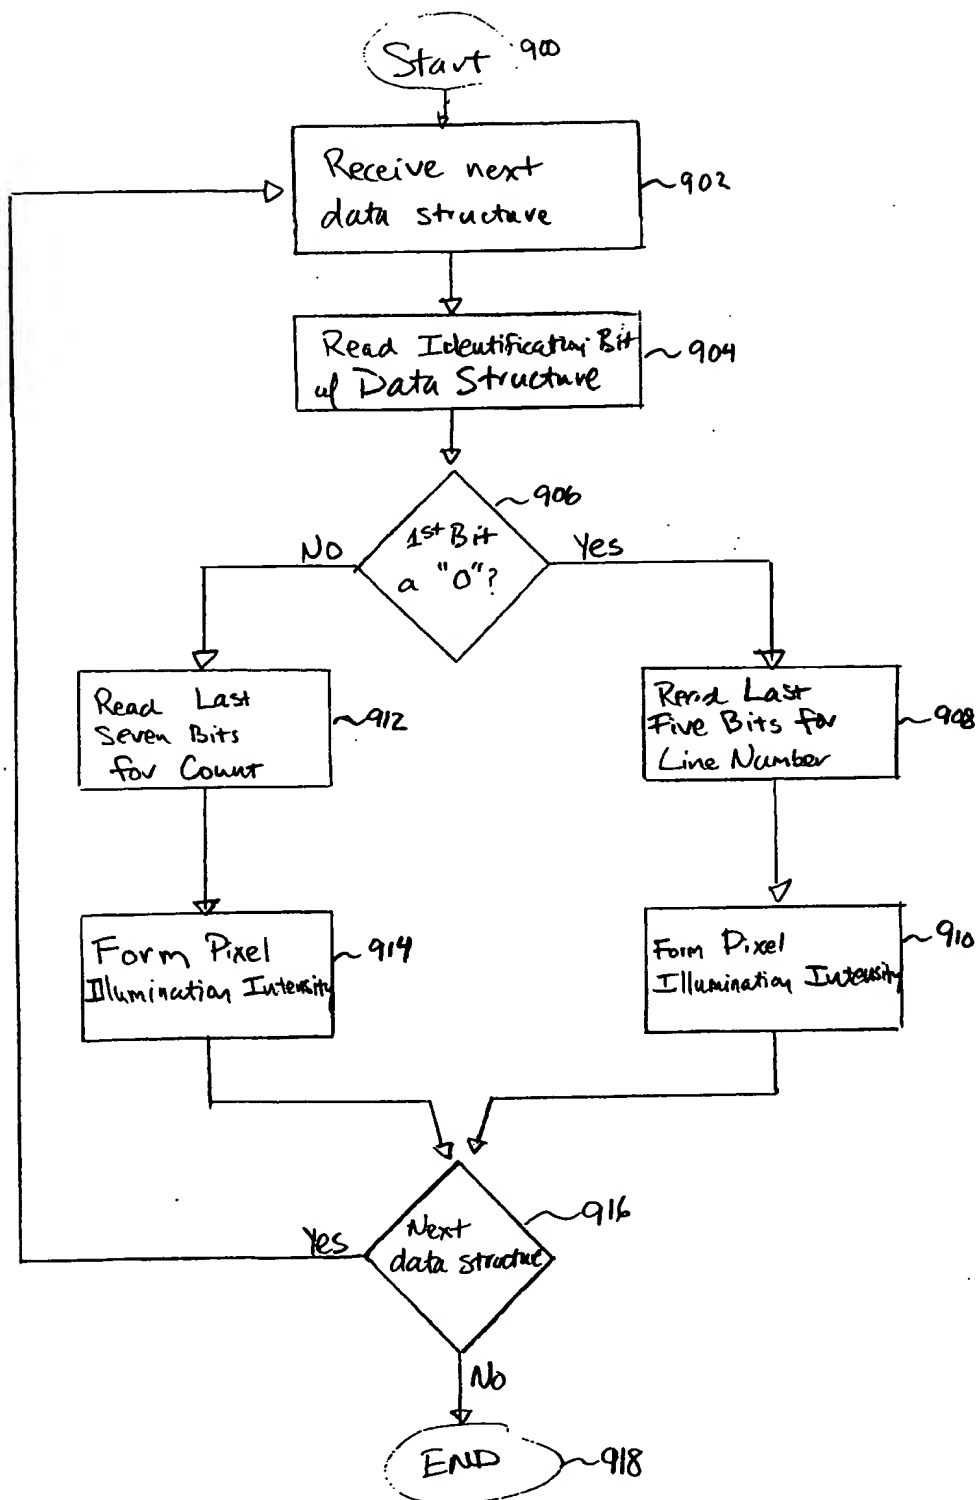 Start 900
Receive next
data structure
902
Read Identification Bit
of Data Structure
904
906
1st Bit
a "0"?
No
Yes
Read Last
Seven Bits
for Count
912
Read Last
Five Bits for
Line Number
908
Form Pixel
Illumination Intensity
914
Form Pixel
Illumination Intensity
910
916
Next
data structure
Yes
No
END
918